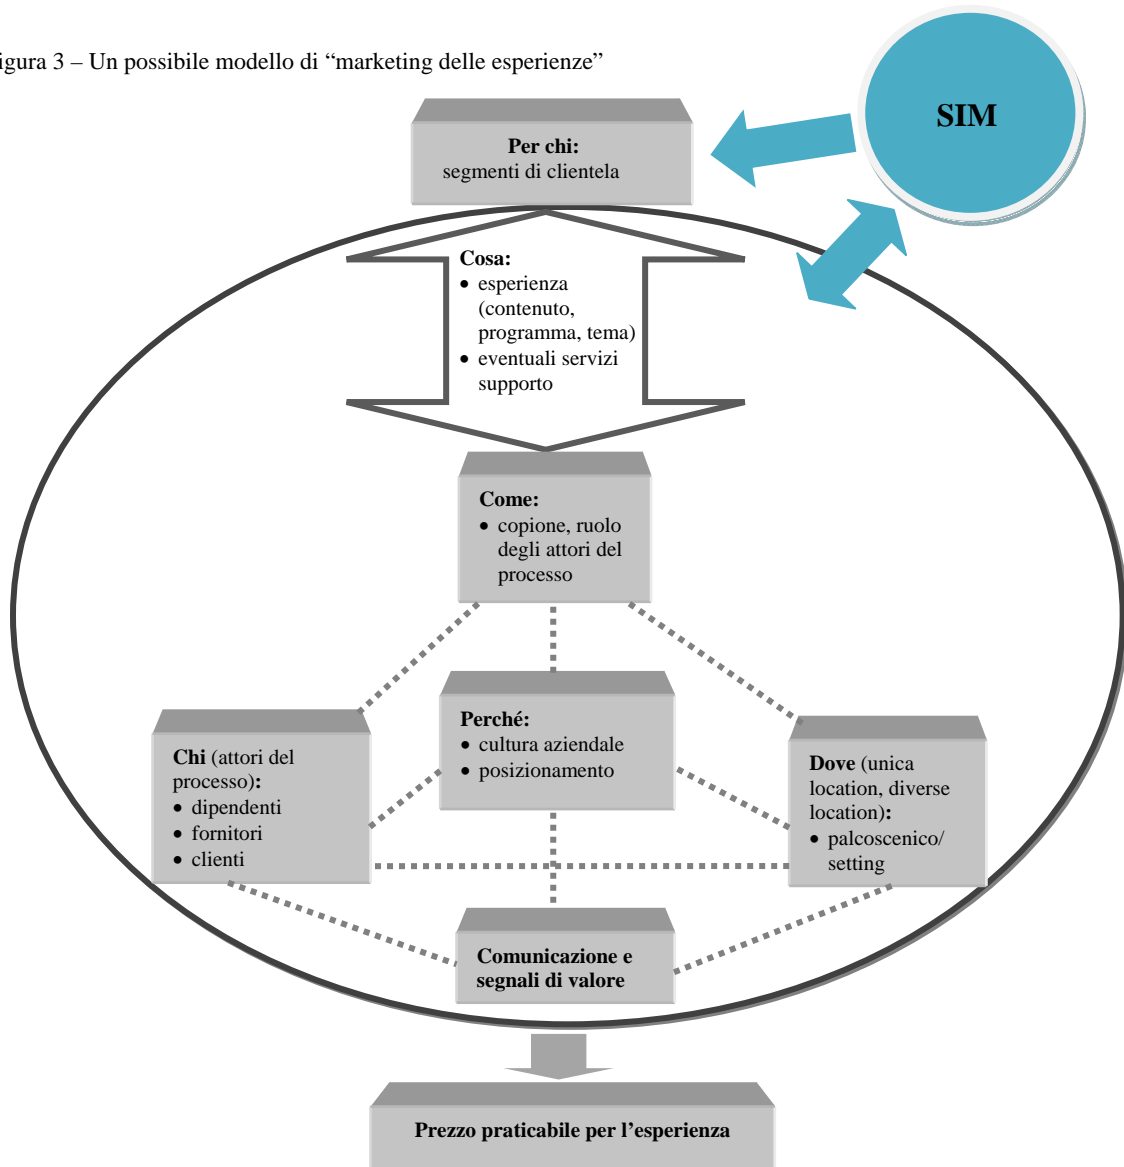 igura 3 – Un possibile modello di “marketing delle esperienze”
SIM
Per chi:
segmenti di clientela
Cosa:
• esperienza
(contenuto,
programma, tema)
• eventuali servizi
supporto
Come:
• copione, ruolo
degli attori del
processo
Perché:
• cultura aziendale
• posizionamento
Chi (attori del
processo):
• dipendenti
• fornitori
• clienti
Dove (unica
location, diverse
location):
• palcoscenico/
setting
Comunicazione e
segnali di valore
Prezzo praticabile per l’esperienza